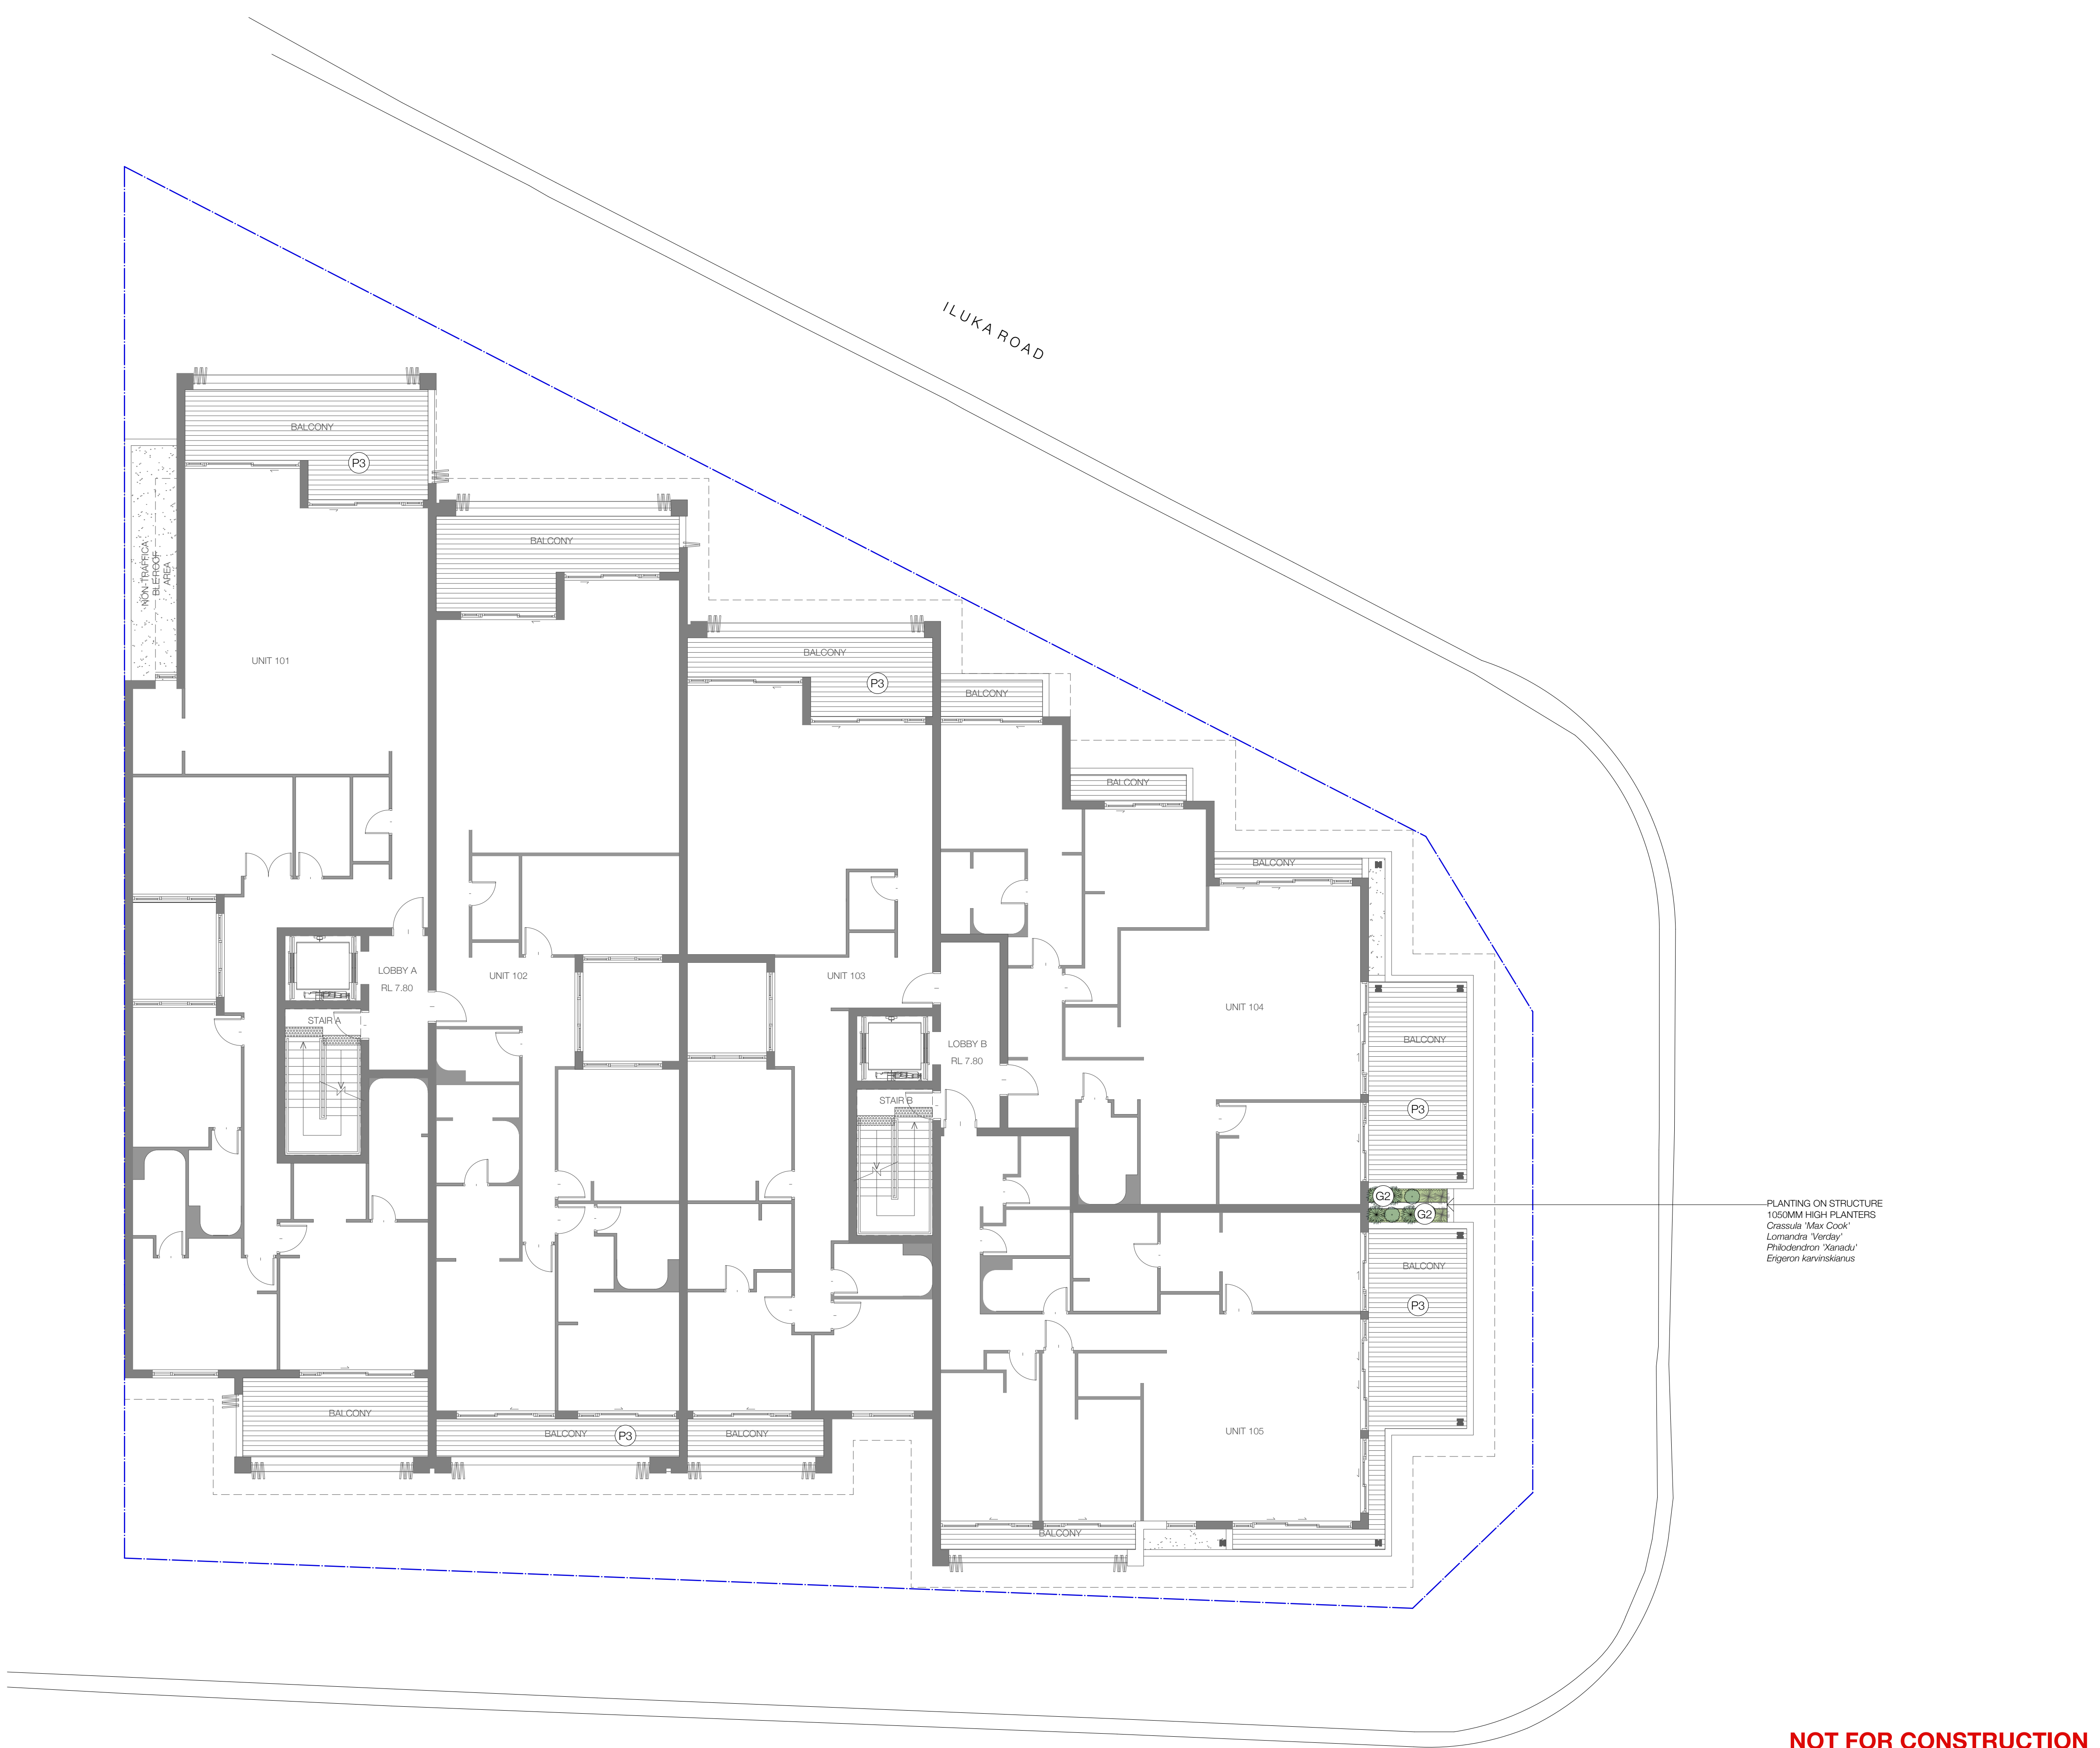 ILUKA ROAD
BALCONY
P3
BALCONY
NON-TRAFFICA
BLE ROOF
AREA
UNIT 101
BALCONY
P3
BALCONY
BALCONY
BALCONY
LOBBY A
RL 7.80
UNIT 102
UNIT 103
STAIR A
LOBBY B
RL 7.80
STAIR B
UNIT 104
BALCONY
P3
G2
G2
PLANTING ON STRUCTURE
1050MM HIGH PLANTERS
Crassula 'Max Cook'
Lomandra 'Verday'
Philodendron 'Xanadu'
Erigeron karvinskianus
BALCONY
P3
BALCONY
BALCONY
P3
BALCONY
UNIT 105
BALCONY
NOT FOR CONSTRUCTION